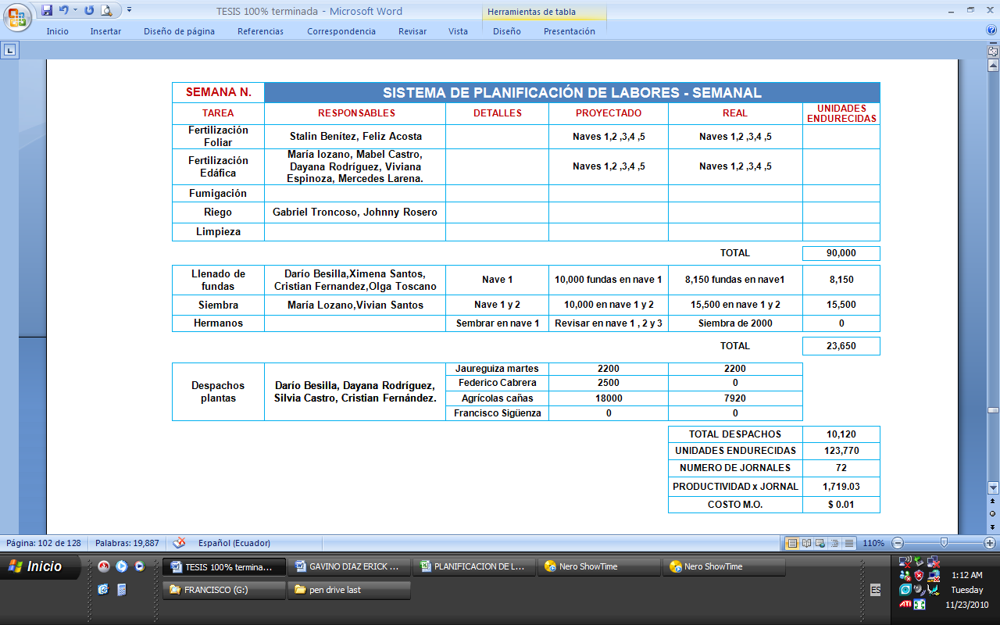 TESIS 100% terminada - Microsoft Word
Herramientas de tabla
Inicio Insertar Diseño de página Referencias Correspondencia Revisar Vista Diseño Presentación
SEMANA N. SISTEMA DE PLANIFICACIÓN DE LABORES - SEMANAL
TAREA RESPONSABLES DETALLES PROYECTADO REAL UNIDADES
ENDURECIDAS
Fertilización
Foliar
Stalin Benítez, Feliz Acosta
Naves 1,2 ,3,4 ,5
Naves 1,2 ,3,4 ,5
Fertilización
Edáfica
María lozano, Mabel Castro,
Dayana Rodríguez, Viviana
Espinoza, Mercedes Larena.
Naves 1,2 ,3,4 ,5
Naves 1,2 ,3,4 ,5
Fumigación
Riego Gabriel Troncoso, Johnny Rosero
Limpieza
TOTAL 90,000
Llenado de
fundas
Darío Besilla,Ximena Santos,
Cristian Fernandez,Olga Toscano
Nave 1
10,000 fundas en nave 1
8,150 fundas en nave1
8,150
Siembra María Lozano,Vivian Santos Nave 1 y 2 10,000 en nave 1 y 2 15,500 en nave 1 y 2 15,500
Hermanos Sembrar en nave 1 Revisar en nave 1 , 2 y 3 Siembra de 2000 0
TOTAL 23,650
Despachos
plantas
Darío Besilla, Dayana Rodríguez,
Silvia Castro, Cristian Fernández.
Jaureguiza martes 2200 2200
Federico Cabrera 2500 0
Agrícolas cañas 18000 7920
Francisco Sigüenza 0 0
TOTAL DESPACHOS 10,120
UNIDADES ENDURECIDAS 123,770
NUMERO DE JORNALES 72
PRODUCTIVIDAD x JORNAL 1,719.03
COSTO M.O. $ 0.01
Página: 102 de 128 Palabras: 19,887 Español (Ecuador) 110%
Inicio TESIS 100% termina... GAVINO DIAZ ERICK ... PLANIFICACION DE L... Nero ShowTime Nero ShowTime
FRANCISCO (G:) pen drive last
ES
ATI
1:12 AM
Tuesday
11/23/2010